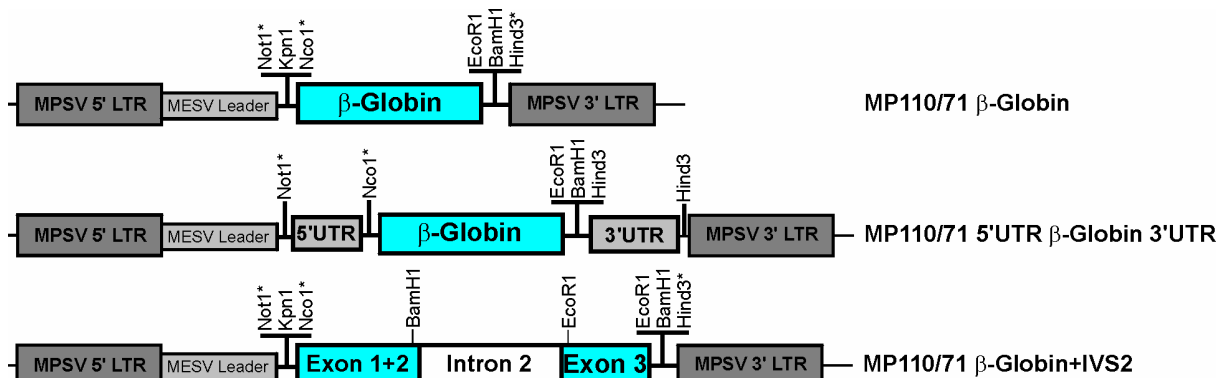 Not1*
Kpn1
Nco1*
EcoR1
BamH1
Hind3*
MPSV 5' LTR
MESV Leader
β-Globin
MPSV 3' LTR
MP110/71 β-Globin
Not1*
Nco1*
EcoR1
BamH1
Hind3
Hind3
MPSV 5' LTR
MESV Leader
5'UTR
β-Globin
3'UTR
MPSV 3' LTR
MP110/71 5'UTR β-Globin 3'UTR
Not1*
Kpn1
Nco1*
BamH1
EcoR1
EcoR1
BamH1
Hind3*
MPSV 5' LTR
MESV Leader
Exon 1+2
Intron 2
Exon 3
MPSV 3' LTR
MP110/71 β-Globin+IVS2